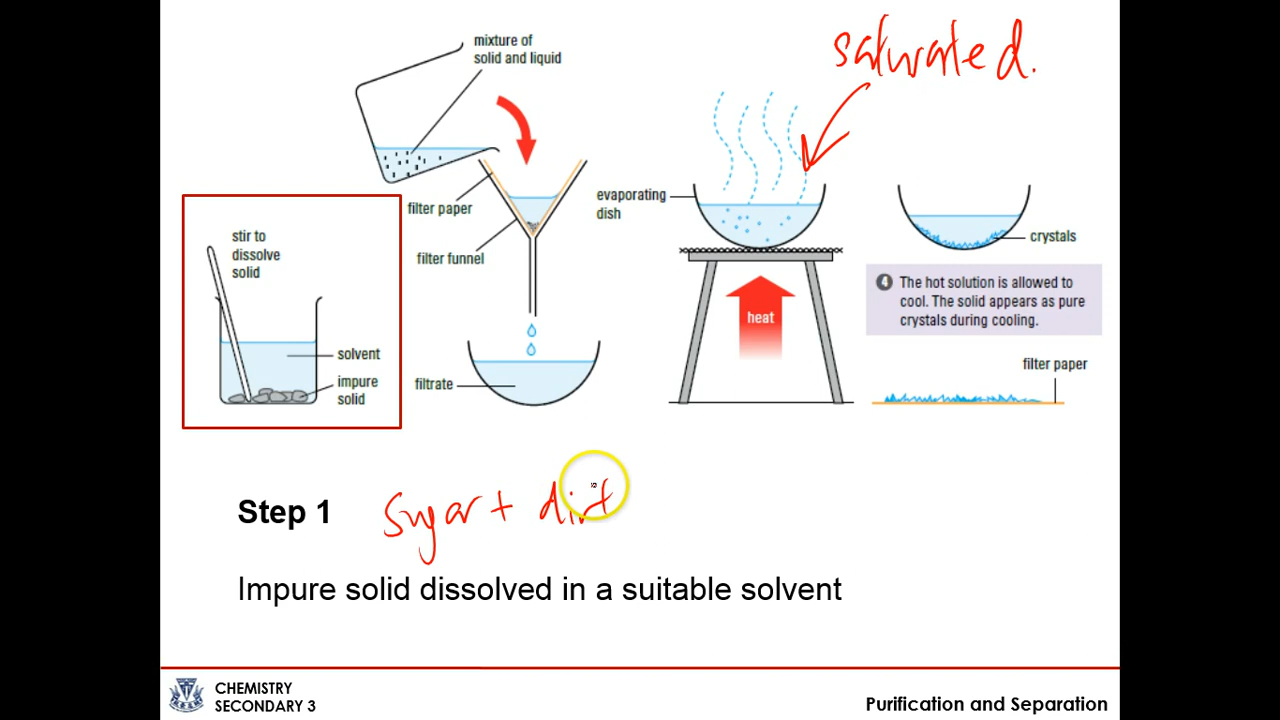 mixture of
solid and liquid
saturated.
filter paper
filter funnel
evaporating
dish
crystals
stir to
dissolve
solid
solvent
impure
solid
filtrate
heat
4 The hot solution is allowed to
cool. The solid appears as pure
crystals during cooling.
filter paper
Step 1 Sugar + dirt
Impure solid dissolved in a suitable solvent
CHEMISTRY
SECONDARY 3
Purification and Separation